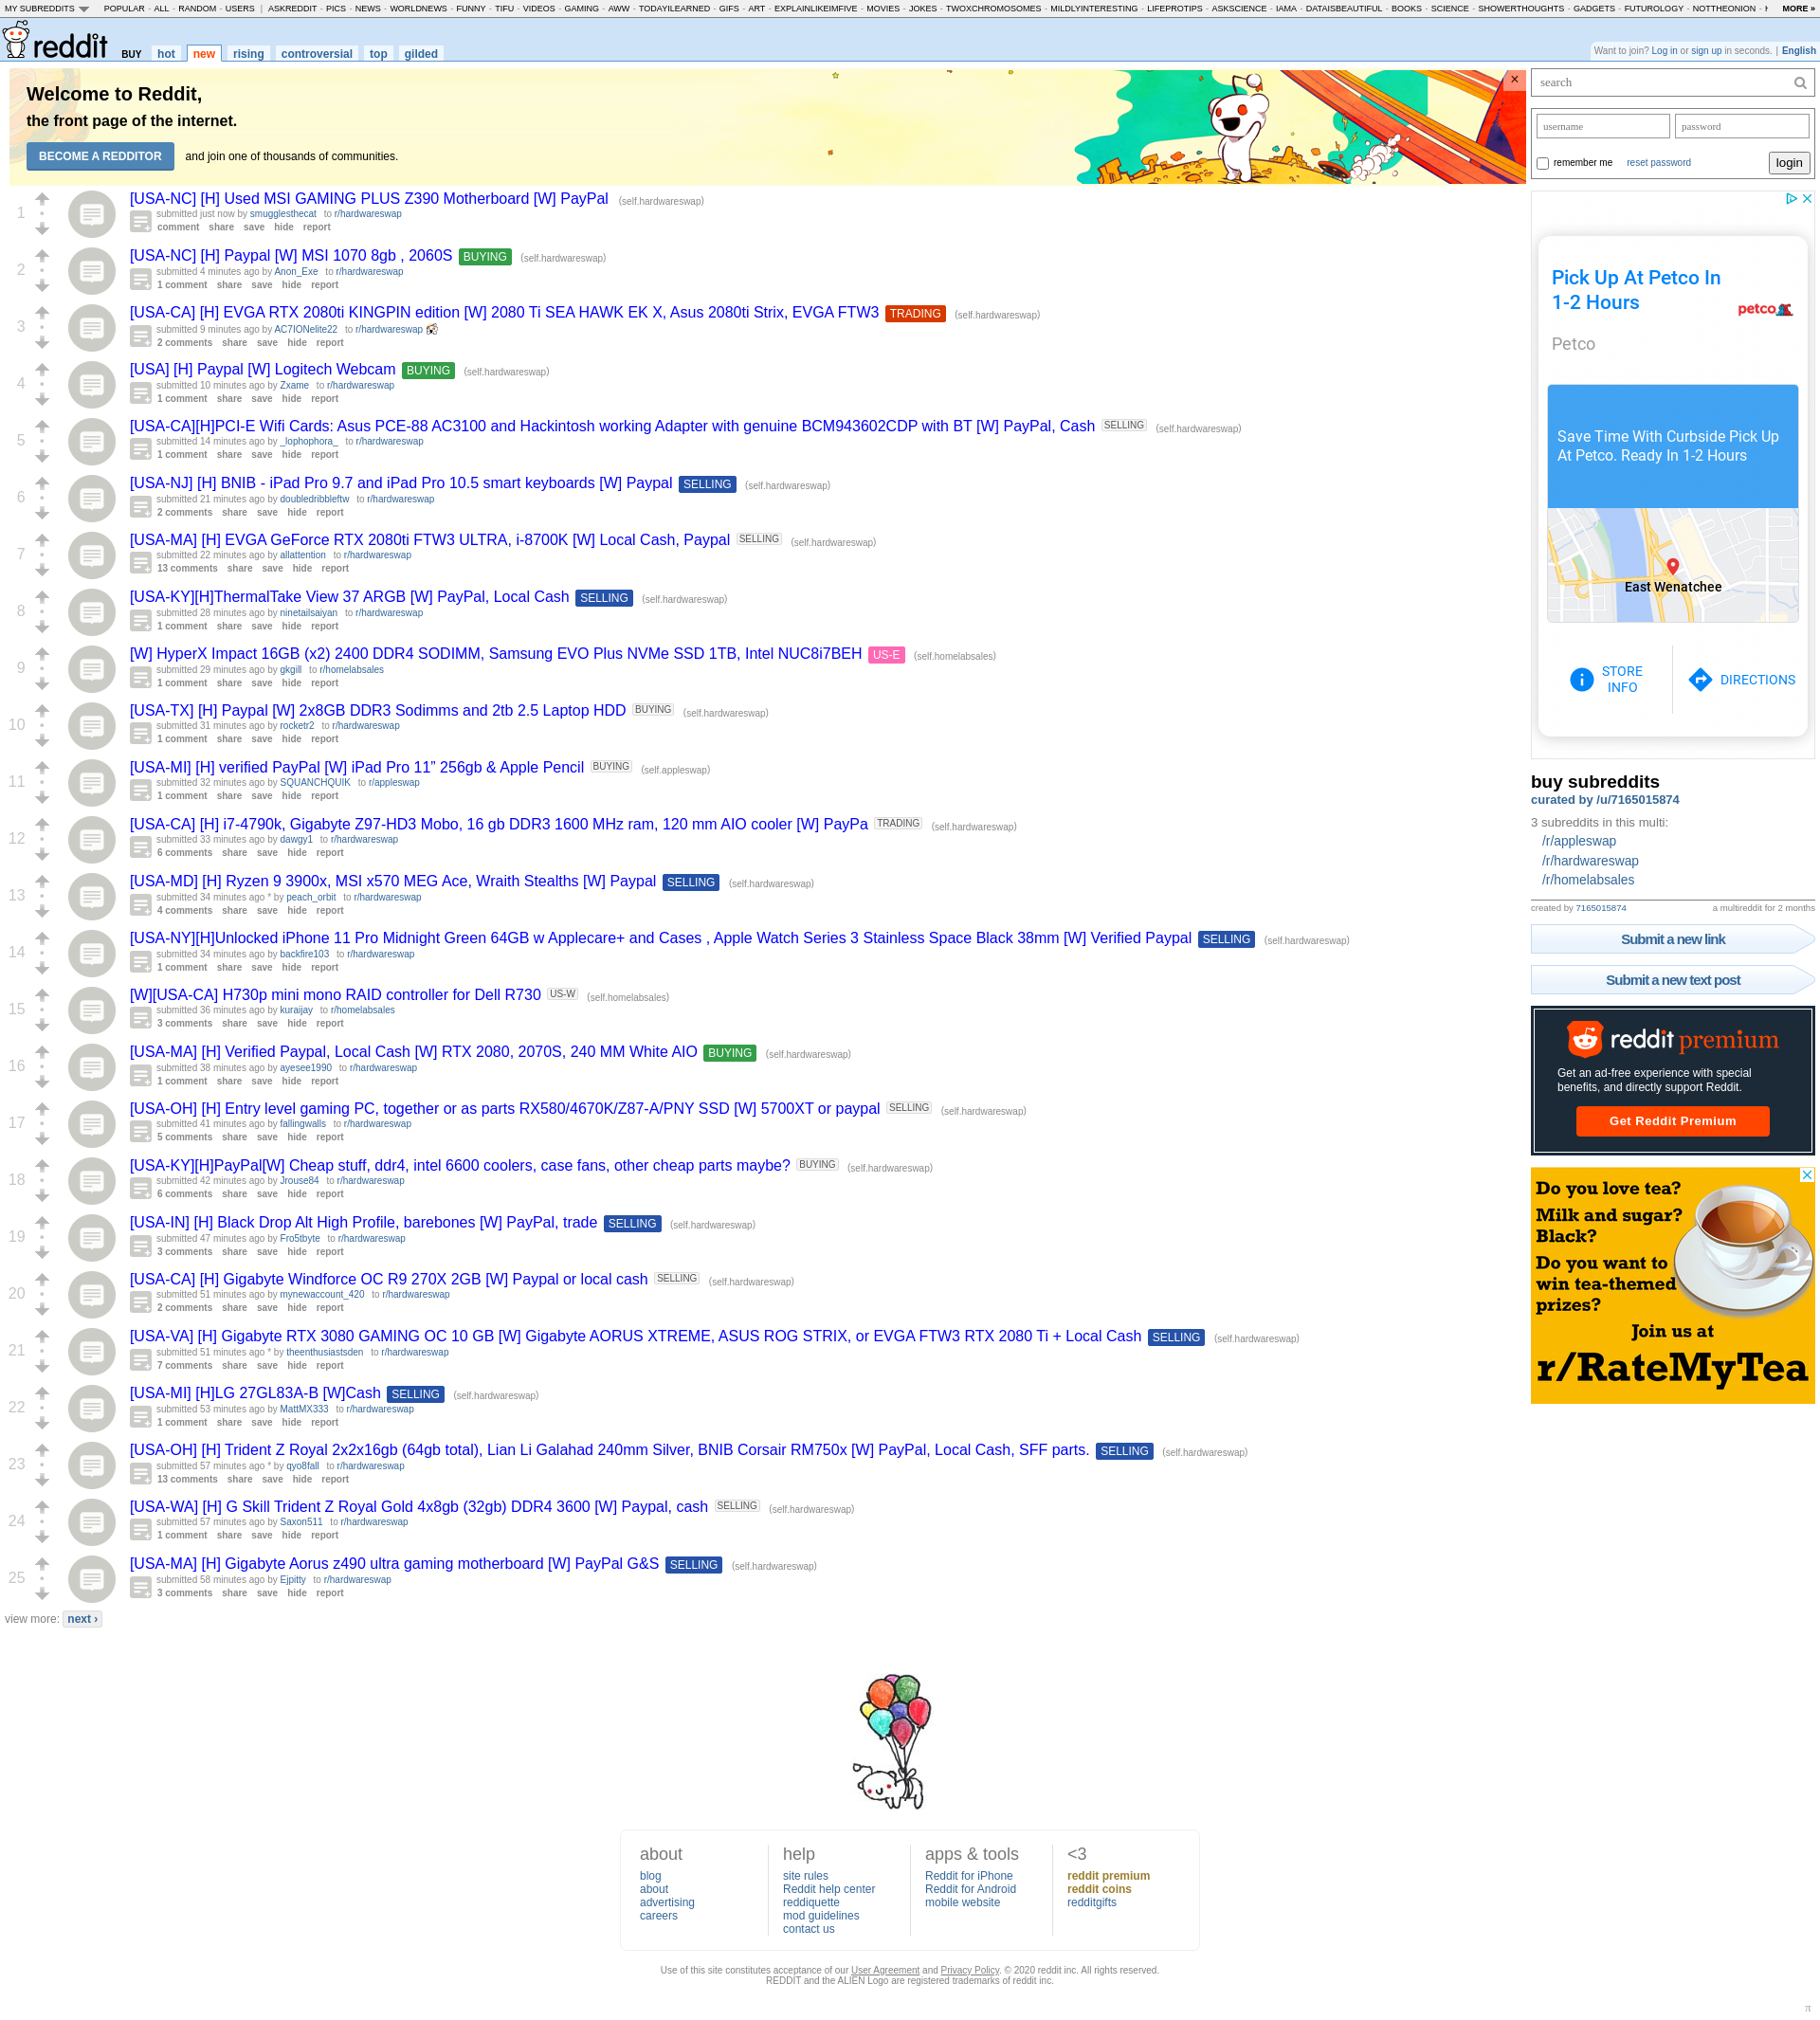 MY SUBREDDITS POPULAR - ALL - RANDOM - USERS | ASKREDDIT - PICS - NEWS - WORLDNEWS - FUNNY - TIFU - VIDEOS - GAMING - AWW - TODAYILEARNED - GIFS - ART - EXPLAINLIKEIMFIVE - MOVIES - JOKES - TWOXCHROMOSOMES - MILDLYINTERESTING - LIFEPROTIPS - ASKSCIENCE - IAMA - DATAISBEAUTIFUL - BOOKS - SCIENCE - SHOWERTHOUGHTS - GADGETS - FUTUROLOGY - NOTTHEONION - MORE »
reddit BUY hot new rising controversial top gilded
Want to join? Log in or sign up in seconds. | English
Welcome to Reddit,
the front page of the internet.
BECOME A REDDITOR and join one of thousands of communities.
×
1
[USA-NC] [H] Used MSI GAMING PLUS Z390 Motherboard [W] PayPal (self.hardwareswap)
submitted just now by smugglesthecat to r/hardwareswap
comment share save hide report
2
[USA-NC] [H] Paypal [W] MSI 1070 8gb , 2060S BUYING (self.hardwareswap)
submitted 4 minutes ago by Anon_Exe to r/hardwareswap
1 comment share save hide report
3
[USA-CA] [H] EVGA RTX 2080ti KINGPIN edition [W] 2080 Ti SEA HAWK EK X, Asus 2080ti Strix, EVGA FTW3 TRADING (self.hardwareswap)
submitted 9 minutes ago by AC7IONelite22 to r/hardwareswap
2 comments share save hide report
4
[USA] [H] Paypal [W] Logitech Webcam BUYING (self.hardwareswap)
submitted 10 minutes ago by Zxame to r/hardwareswap
1 comment share save hide report
5
[USA-CA][H]PCI-E Wifi Cards: Asus PCE-88 AC3100 and Hackintosh working Adapter with genuine BCM943602CDP with BT [W] PayPal, Cash SELLING (self.hardwareswap)
submitted 14 minutes ago by _lophophora_ to r/hardwareswap
1 comment share save hide report
6
[USA-NJ] [H] BNIB - iPad Pro 9.7 and iPad Pro 10.5 smart keyboards [W] Paypal SELLING (self.hardwareswap)
submitted 21 minutes ago by doubledribbleftw to r/hardwareswap
2 comments share save hide report
7
[USA-MA] [H] EVGA GeForce RTX 2080ti FTW3 ULTRA, i-8700K [W] Local Cash, Paypal SELLING (self.hardwareswap)
submitted 22 minutes ago by allattention to r/hardwareswap
13 comments share save hide report
8
[USA-KY][H]ThermalTake View 37 ARGB [W] PayPal, Local Cash SELLING (self.hardwareswap)
submitted 28 minutes ago by ninetailsaiyan to r/hardwareswap
1 comment share save hide report
9
[W] HyperX Impact 16GB (x2) 2400 DDR4 SODIMM, Samsung EVO Plus NVMe SSD 1TB, Intel NUC8i7BEH US-E (self.homelabsales)
submitted 29 minutes ago by gkgill to r/homelabsales
1 comment share save hide report
10
[USA-TX] [H] Paypal [W] 2x8GB DDR3 Sodimms and 2tb 2.5 Laptop HDD BUYING (self.hardwareswap)
submitted 31 minutes ago by rocketr2 to r/hardwareswap
1 comment share save hide report
11
[USA-MI] [H] verified PayPal [W] iPad Pro 11” 256gb & Apple Pencil BUYING (self.appleswap)
submitted 32 minutes ago by SQUANCHQUIK to r/appleswap
1 comment share save hide report
12
[USA-CA] [H] i7-4790k, Gigabyte Z97-HD3 Mobo, 16 gb DDR3 1600 MHz ram, 120 mm AIO cooler [W] PayPa TRADING (self.hardwareswap)
submitted 33 minutes ago by dawgy1 to r/hardwareswap
6 comments share save hide report
13
[USA-MD] [H] Ryzen 9 3900x, MSI x570 MEG Ace, Wraith Stealths [W] Paypal SELLING (self.hardwareswap)
submitted 34 minutes ago * by peach_orbit to r/hardwareswap
4 comments share save hide report
14
[USA-NY][H]Unlocked iPhone 11 Pro Midnight Green 64GB w Applecare+ and Cases , Apple Watch Series 3 Stainless Space Black 38mm [W] Verified Paypal SELLING (self.hardwareswap)
submitted 34 minutes ago by backfire103 to r/hardwareswap
1 comment share save hide report
15
[W][USA-CA] H730p mini mono RAID controller for Dell R730 US-W (self.homelabsales)
submitted 36 minutes ago by kuraijay to r/homelabsales
3 comments share save hide report
16
[USA-MA] [H] Verified Paypal, Local Cash [W] RTX 2080, 2070S, 240 MM White AIO BUYING (self.hardwareswap)
submitted 38 minutes ago by ayesee1990 to r/hardwareswap
1 comment share save hide report
17
[USA-OH] [H] Entry level gaming PC, together or as parts RX580/4670K/Z87-A/PNY SSD [W] 5700XT or paypal SELLING (self.hardwareswap)
submitted 41 minutes ago by fallingwalls to r/hardwareswap
5 comments share save hide report
18
[USA-KY][H]PayPal[W] Cheap stuff, ddr4, intel 6600 coolers, case fans, other cheap parts maybe? BUYING (self.hardwareswap)
submitted 42 minutes ago by Jrouse84 to r/hardwareswap
6 comments share save hide report
19
[USA-IN] [H] Black Drop Alt High Profile, barebones [W] PayPal, trade SELLING (self.hardwareswap)
submitted 47 minutes ago by Fro5tbyte to r/hardwareswap
3 comments share save hide report
20
[USA-CA] [H] Gigabyte Windforce OC R9 270X 2GB [W] Paypal or local cash SELLING (self.hardwareswap)
submitted 51 minutes ago by mynewaccount_420 to r/hardwareswap
2 comments share save hide report
21
[USA-VA] [H] Gigabyte RTX 3080 GAMING OC 10 GB [W] Gigabyte AORUS XTREME, ASUS ROG STRIX, or EVGA FTW3 RTX 2080 Ti + Local Cash SELLING (self.hardwareswap)
submitted 51 minutes ago * by theenthusiastsden to r/hardwareswap
7 comments share save hide report
22
[USA-MI] [H]LG 27GL83A-B [W]Cash SELLING (self.hardwareswap)
submitted 53 minutes ago by MattMX333 to r/hardwareswap
1 comment share save hide report
23
[USA-OH] [H] Trident Z Royal 2x2x16gb (64gb total), Lian Li Galahad 240mm Silver, BNIB Corsair RM750x [W] PayPal, Local Cash, SFF parts. SELLING (self.hardwareswap)
submitted 57 minutes ago * by qyo8fall to r/hardwareswap
13 comments share save hide report
24
[USA-WA] [H] G Skill Trident Z Royal Gold 4x8gb (32gb) DDR4 3600 [W] Paypal, cash SELLING (self.hardwareswap)
submitted 57 minutes ago by Saxon511 to r/hardwareswap
1 comment share save hide report
25
[USA-MA] [H] Gigabyte Aorus z490 ultra gaming motherboard [W] PayPal G&S SELLING (self.hardwareswap)
submitted 58 minutes ago by Ejpitty to r/hardwareswap
3 comments share save hide report
view more: next ›
search
username password
remember me reset password login
Pick Up At Petco In
1-2 Hours
petco
Petco
Save Time With Curbside Pick Up
At Petco. Ready In 1-2 Hours
East Wenatchee
STORE
INFO
DIRECTIONS
buy subreddits
curated by /u/7165015874
3 subreddits in this multi:
/r/appleswap
/r/hardwareswap
/r/homelabsales
created by 7165015874 a multireddit for 2 months
Submit a new link
Submit a new text post
reddit premium
Get an ad-free experience with special
benefits, and directly support Reddit.
Get Reddit Premium
Do you love tea?
Milk and sugar?
Black?
Do you want to
win tea-themed
prizes?
Join us at
r/RateMyTea
about
blog
about
advertising
careers
help
site rules
Reddit help center
reddiquette
mod guidelines
contact us
apps & tools
Reddit for iPhone
Reddit for Android
mobile website
<3
reddit premium
reddit coins
redditgifts
Use of this site constitutes acceptance of our User Agreement and Privacy Policy. © 2020 reddit inc. All rights reserved.
REDDIT and the ALIEN Logo are registered trademarks of reddit inc.
π